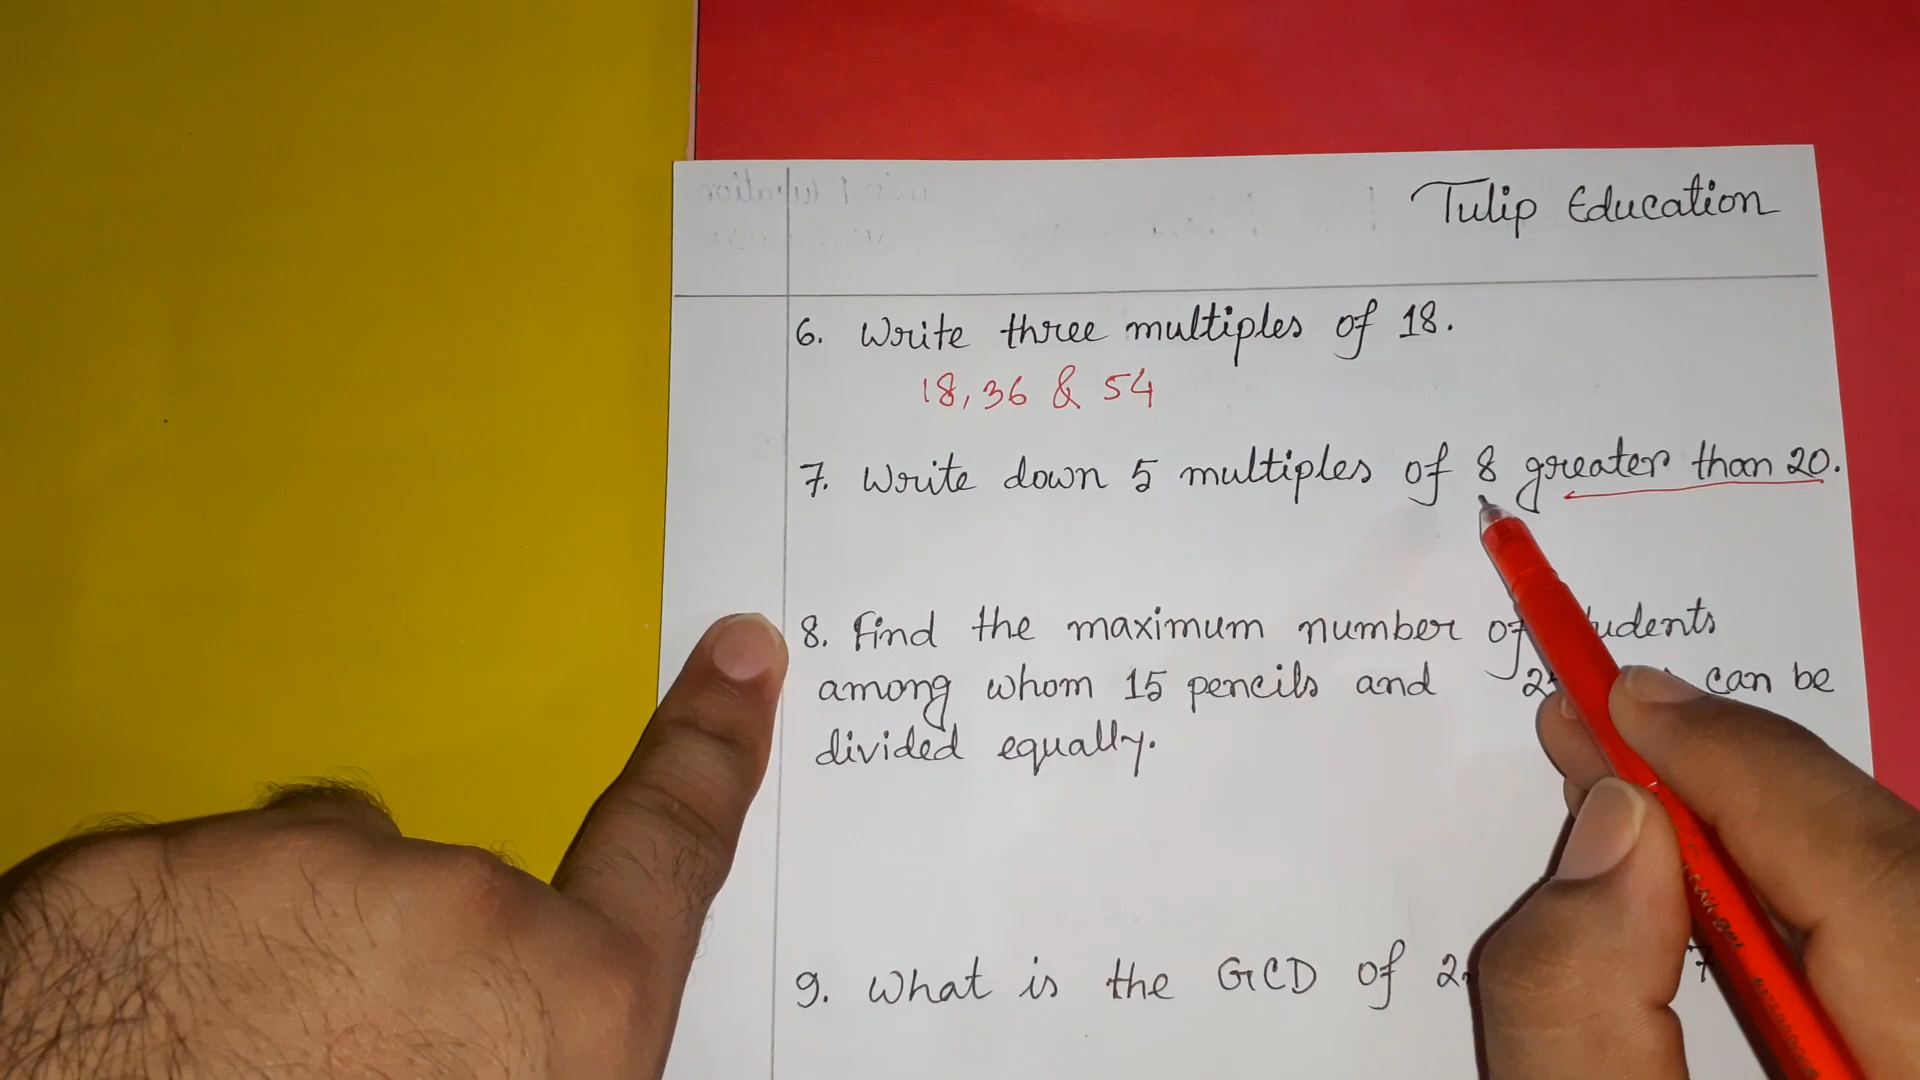 Tulip Education
6. Write three multiples of 18.
18, 36 & 54
7. Write down 5 multiples of 8 greater than 20.
8. Find the maximum number of
among whom 15 pencils and can be
divided equally.
9. What is the GCD of 7